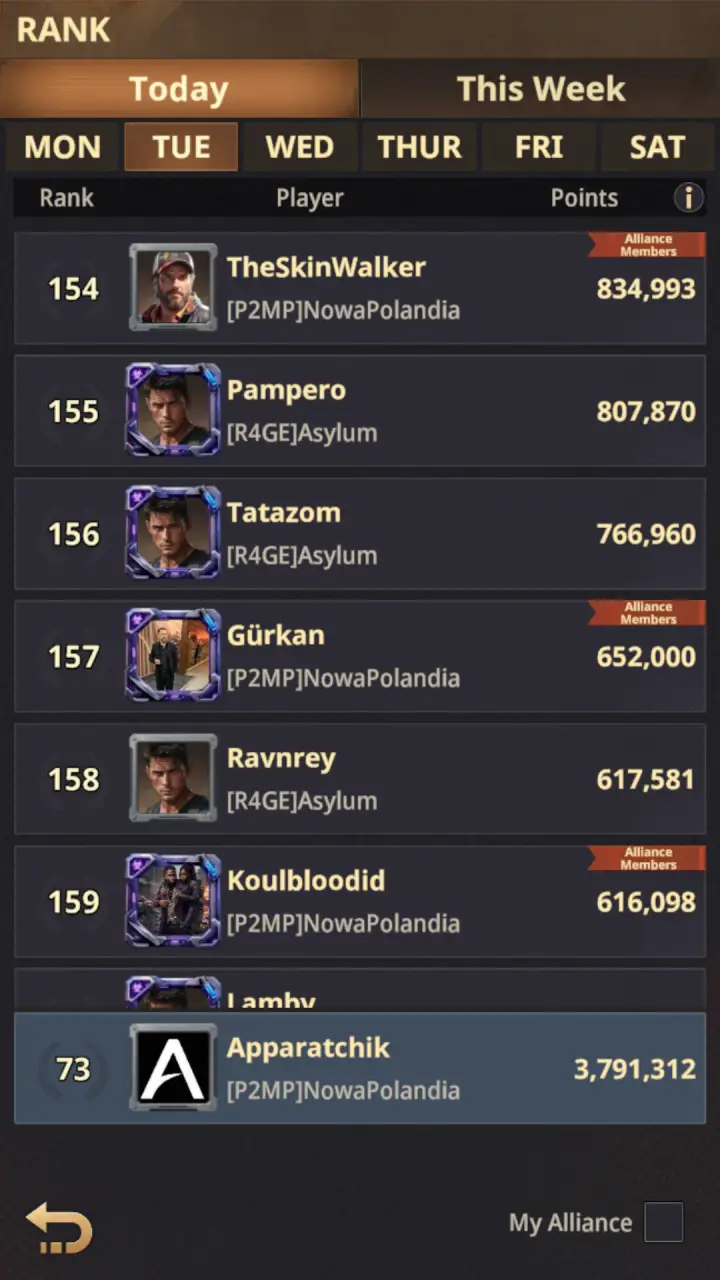 RANK
Today This Week
MON TUE WED THUR FRI SAT
Rank Player Points i
Alliance
Members
154 TheSkinWalker 834,993
[P2MP]NowaPolandia
155 Pampero 807,870
[R4GE]Asylum
156 Tatazom 766,960
[R4GE]Asylum
Alliance
Members
157 Gürkan 652,000
[P2MP]NowaPolandia
158 Ravnrey 617,581
[R4GE]Asylum
Alliance
Members
159 Koulbloodid 616,098
[P2MP]NowaPolandia
Lamby
73 Apparatchik 3,791,312
[P2MP]NowaPolandia
My Alliance